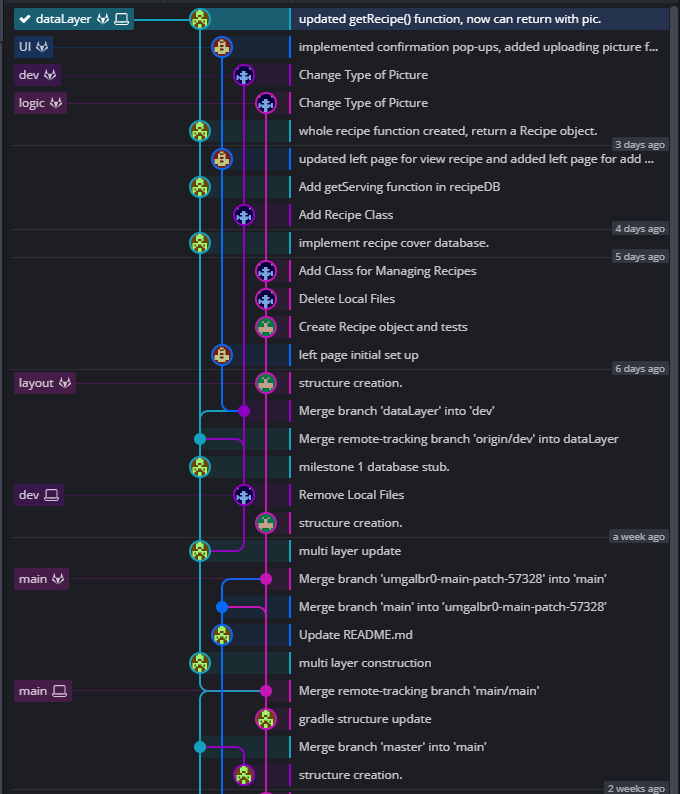 dataLayer updated getRecipe() function, now can return with pic.
UI implemented confirmation pop-ups, added uploading picture f...
dev Change Type of Picture
logic Change Type of Picture
whole recipe function created, return a Recipe object.
3 days ago
updated left page for view recipe and added left page for add ...
Add getServing function in recipeDB
Add Recipe Class
4 days ago
implement recipe cover database.
5 days ago
Add Class for Managing Recipes
Delete Local Files
Create Recipe object and tests
left page initial set up
6 days ago
layout structure creation.
Merge branch 'dataLayer' into 'dev'
Merge remote-tracking branch 'origin/dev' into dataLayer
milestone 1 database stub.
dev Remove Local Files
structure creation.
a week ago
multi layer update
main Merge branch 'umgalbr0-main-patch-57328' into 'main'
Merge branch 'main' into 'umgalbr0-main-patch-57328'
Update README.md
multi layer construction
main Merge remote-tracking branch 'main/main'
gradle structure update
Merge branch 'master' into 'main'
structure creation.
2 weeks ago